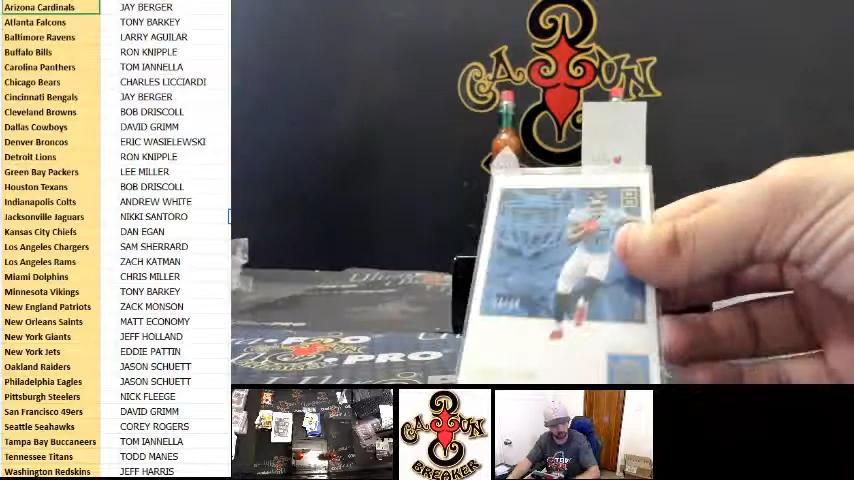 Arizona Cardinals JAY BERGER
Atlanta Falcons TONY BARKEY
Baltimore Ravens LARRY AGUILAR
Buffalo Bills RON KNIPPLE
Carolina Panthers TOM IANNELLA
Chicago Bears CHARLES LICCIARDI
Cincinnati Bengals JAY BERGER
Cleveland Browns BOB DRISCOLL
Dallas Cowboys DAVID GRIMM
Denver Broncos ERIC WASIELEWSKI
Detroit Lions RON KNIPPLE
Green Bay Packers LEE MILLER
Houston Texans BOB DRISCOLL
Indianapolis Colts ANDREW WHITE
Jacksonville Jaguars NIKKI SANTORO
Kansas City Chiefs DAN EGAN
Los Angeles Chargers SAM SHERRARD
Los Angeles Rams ZACH KATMAN
Miami Dolphins CHRIS MILLER
Minnesota Vikings TONY BARKEY
New England Patriots ZACK MONSON
New Orleans Saints MATT ECONOMY
New York Giants JEFF HOLLAND
New York Jets EDDIE PATTIN
Oakland Raiders JASON SCHUETT
Philadelphia Eagles JASON SCHUETT
Pittsburgh Steelers NICK FLEEGE
San Francisco 49ers DAVID GRIMM
Seattle Seahawks COREY ROGERS
Tampa Bay Buccaneers TOM IANNELLA
Tennessee Titans TODD MANES
Washington Redskins JEFF HARRIS
CAJUN
PRO
CAJUN
BREAKER